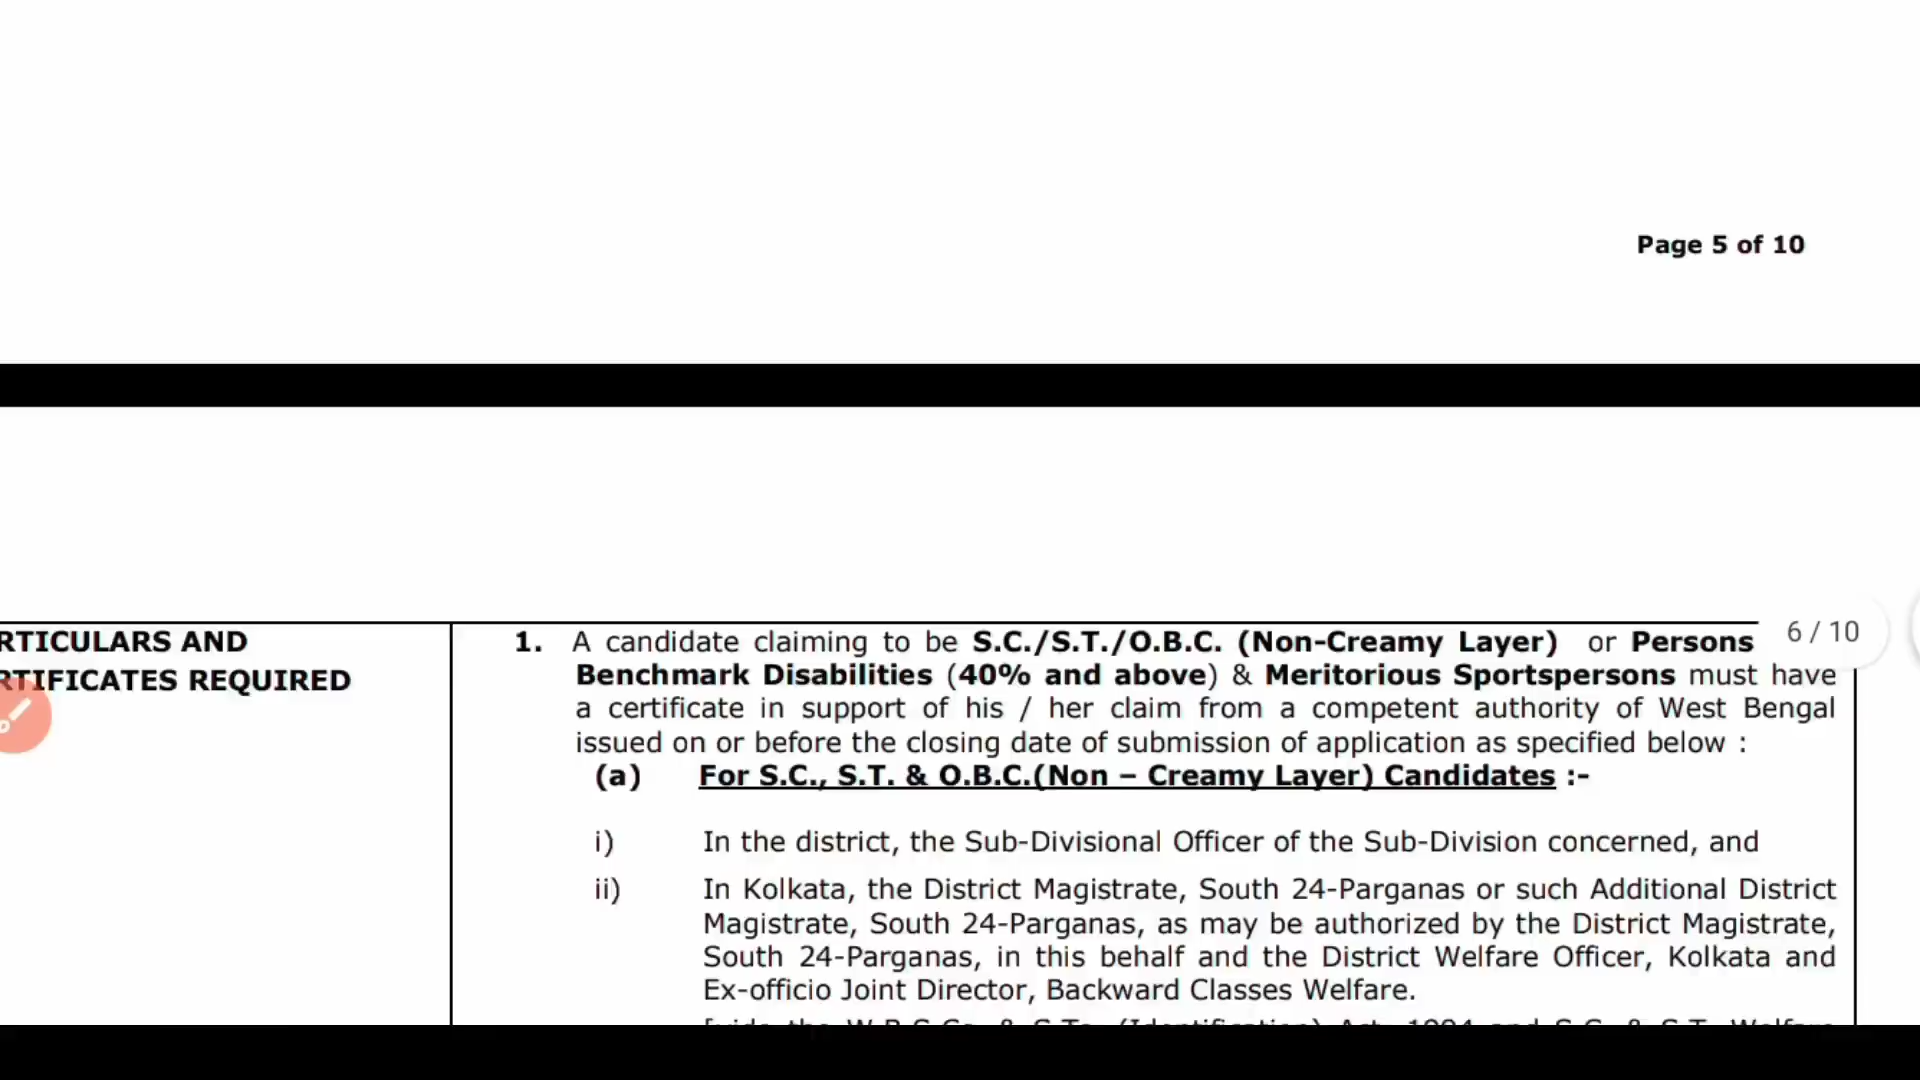 Page 5 of 10
6 / 10
RTICULARS AND
RTIFICATES REQUIRED
1. A candidate claiming to be S.C./S.T./O.B.C. (Non-Creamy Layer) or Persons
Benchmark Disabilities (40% and above) & Meritorious Sportspersons must have
a certificate in support of his / her claim from a competent authority of West Bengal
issued on or before the closing date of submission of application as specified below :
(a) For S.C., S.T. & O.B.C.(Non – Creamy Layer) Candidates :-
i) In the district, the Sub-Divisional Officer of the Sub-Division concerned, and
ii) In Kolkata, the District Magistrate, South 24-Parganas or such Additional District
Magistrate, South 24-Parganas, as may be authorized by the District Magistrate,
South 24-Parganas, in this behalf and the District Welfare Officer, Kolkata and
Ex-officio Joint Director, Backward Classes Welfare.